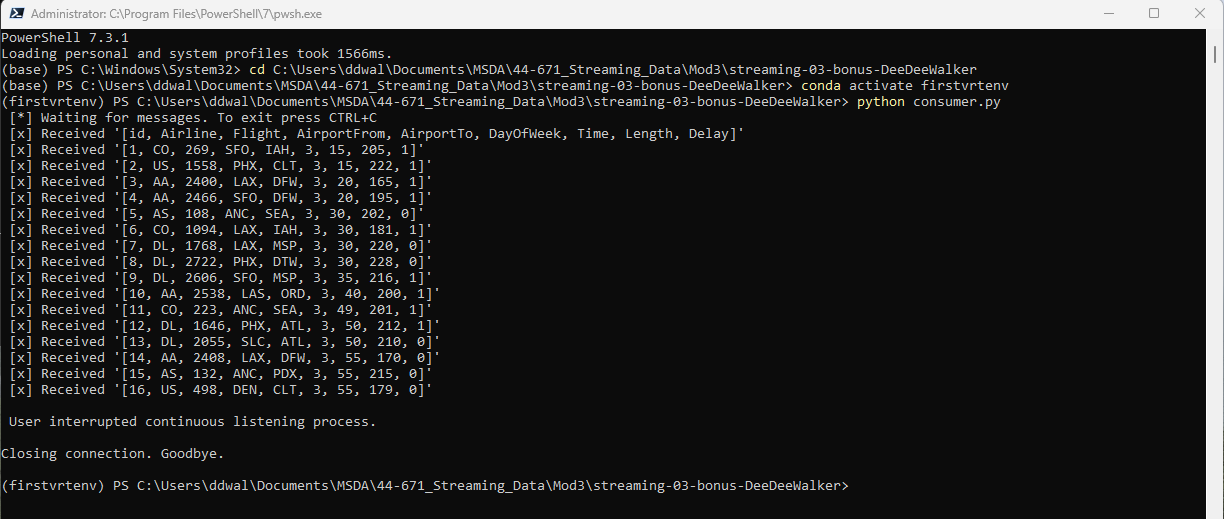 Administrator: C:\Program Files\PowerShell\7\pwsh.exe
PowerShell 7.3.1
Loading personal and system profiles took 1566ms.
(base) PS C:\Windows\System32> cd C:\Users\ddwal\Documents\MSDA\44-671_Streaming_Data\Mod3\streaming-03-bonus-DeeDeeWalker
(base) PS C:\Users\ddwal\Documents\MSDA\44-671_Streaming_Data\Mod3\streaming-03-bonus-DeeDeeWalker> conda activate firstvrtenv
(firstvrtenv) PS C:\Users\ddwal\Documents\MSDA\44-671_Streaming_Data\Mod3\streaming-03-bonus-DeeDeeWalker> python consumer.py
 [*] Waiting for messages. To exit press CTRL+C
 [x] Received '[id, Airline, Flight, AirportFrom, AirportTo, DayOfWeek, Time, Length, Delay]'
 [x] Received '[1, CO, 269, SFO, IAH, 3, 15, 205, 1]'
 [x] Received '[2, US, 1558, PHX, CLT, 3, 15, 222, 1]'
 [x] Received '[3, AA, 2400, LAX, DFW, 3, 20, 165, 1]'
 [x] Received '[4, AA, 2466, SFO, DFW, 3, 20, 195, 1]'
 [x] Received '[5, AS, 108, ANC, SEA, 3, 30, 202, 0]'
 [x] Received '[6, CO, 1094, LAX, IAH, 3, 30, 181, 1]'
 [x] Received '[7, DL, 1768, LAX, MSP, 3, 30, 220, 0]'
 [x] Received '[8, DL, 2722, PHX, DTW, 3, 30, 228, 0]'
 [x] Received '[9, DL, 2606, SFO, MSP, 3, 35, 216, 1]'
 [x] Received '[10, AA, 2538, LAS, ORD, 3, 40, 200, 1]'
 [x] Received '[11, CO, 223, ANC, SEA, 3, 49, 201, 1]'
 [x] Received '[12, DL, 1646, PHX, ATL, 3, 50, 212, 1]'
 [x] Received '[13, DL, 2055, SLC, ATL, 3, 50, 210, 0]'
 [x] Received '[14, AA, 2408, LAX, DFW, 3, 55, 170, 0]'
 [x] Received '[15, AS, 132, ANC, PDX, 3, 55, 215, 0]'
 [x] Received '[16, US, 498, DEN, CLT, 3, 55, 179, 0]'
 User interrupted continuous listening process.
Closing connection. Goodbye.
(firstvrtenv) PS C:\Users\ddwal\Documents\MSDA\44-671_Streaming_Data\Mod3\streaming-03-bonus-DeeDeeWalker>